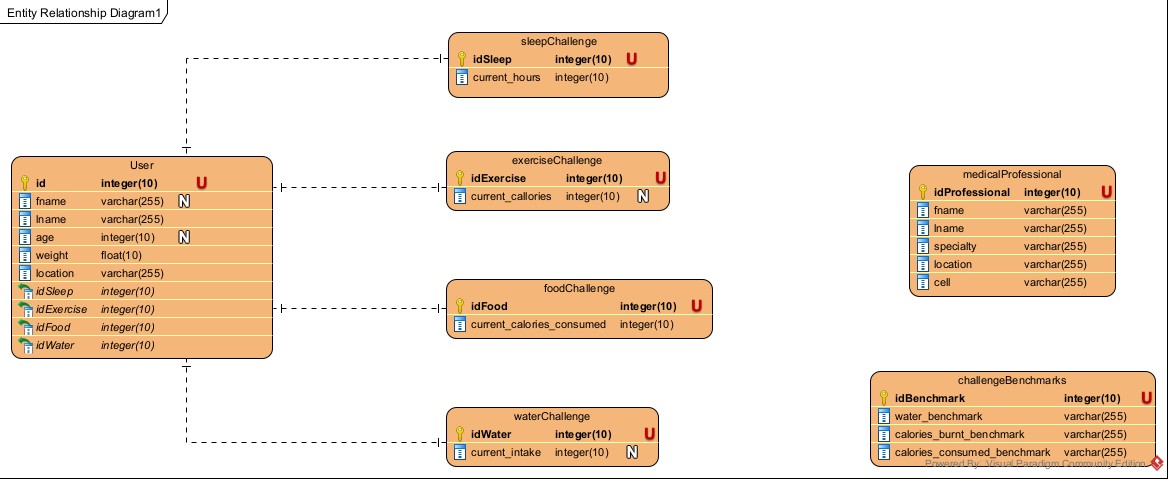 Entity Relationship Diagram1
sleepChallenge
idSleep integer(10) U
current_hours integer(10)
User
id integer(10) U
fname varchar(255) N
lname varchar(255)
age integer(10) N
weight float(10)
location varchar(255)
idSleep integer(10)
idExercise integer(10)
idFood integer(10)
idWater integer(10)
exerciseChallenge
idExercise integer(10) U
current_callories integer(10) N
foodChallenge
idFood integer(10) U
current_calories_consumed integer(10)
waterChallenge
idWater integer(10) U
current_intake integer(10) N
medicalProfessional
idProfessional integer(10) U
fname varchar(255)
lname varchar(255)
specialty varchar(255)
location varchar(255)
cell varchar(255)
challengeBenchmarks
idBenchmark integer(10) U
water_benchmark varchar(255)
calories_burnt_benchmark varchar(255)
calories_consumed_benchmark varchar(255)
Powered By Visual Paradigm Community Edition